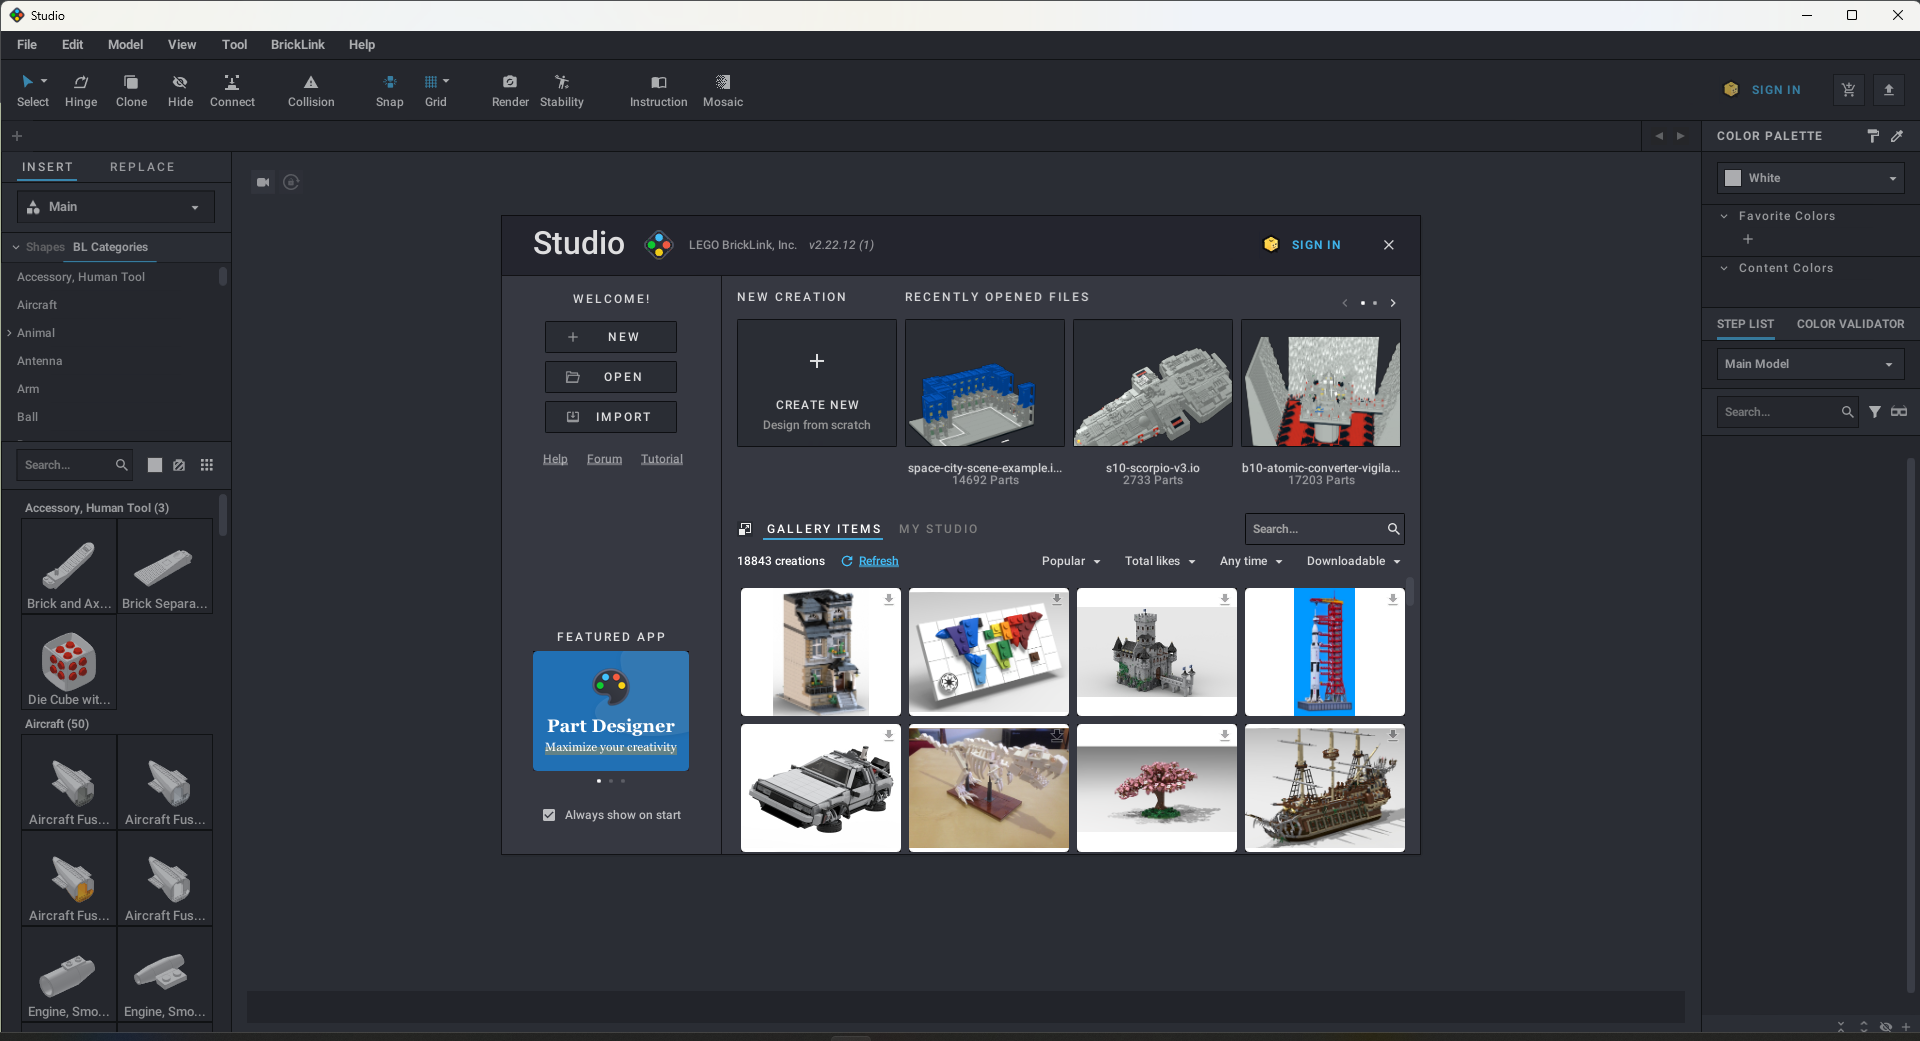 Studio
File Edit Model View Tool BrickLink Help
Select Hinge Clone Hide Connect Collision Snap Grid Render Stability Instruction Mosaic
SIGN IN
INSERT REPLACE
Main
Shapes BL Categories
Accessory, Human Tool
Aircraft
Animal
Antenna
Arm
Ball
Search...
Accessory, Human Tool (3)
Brick and Ax... Brick Separa...
Die Cube wit...
Aircraft (50)
Aircraft Fus... Aircraft Fus...
Aircraft Fus... Aircraft Fus...
Engine, Smo... Engine, Smo...
Studio LEGO BrickLink, Inc. v2.22.12 (1)
SIGN IN
WELCOME!
NEW
OPEN
IMPORT
Help Forum Tutorial
FEATURED APP
Part Designer
Maximize your creativity
Always show on start
NEW CREATION RECENTLY OPENED FILES
CREATE NEW
Design from scratch
space-city-scene-example.i...
14692 Parts
s10-scorpio-v3.io
2733 Parts
b10-atomic-converter-vigila...
17203 Parts
GALLERY ITEMS MY STUDIO
Search...
18843 creations Refresh Popular Total likes Any time Downloadable
COLOR PALETTE
White
Favorite Colors
Content Colors
STEP LIST COLOR VALIDATOR
Main Model
Search...